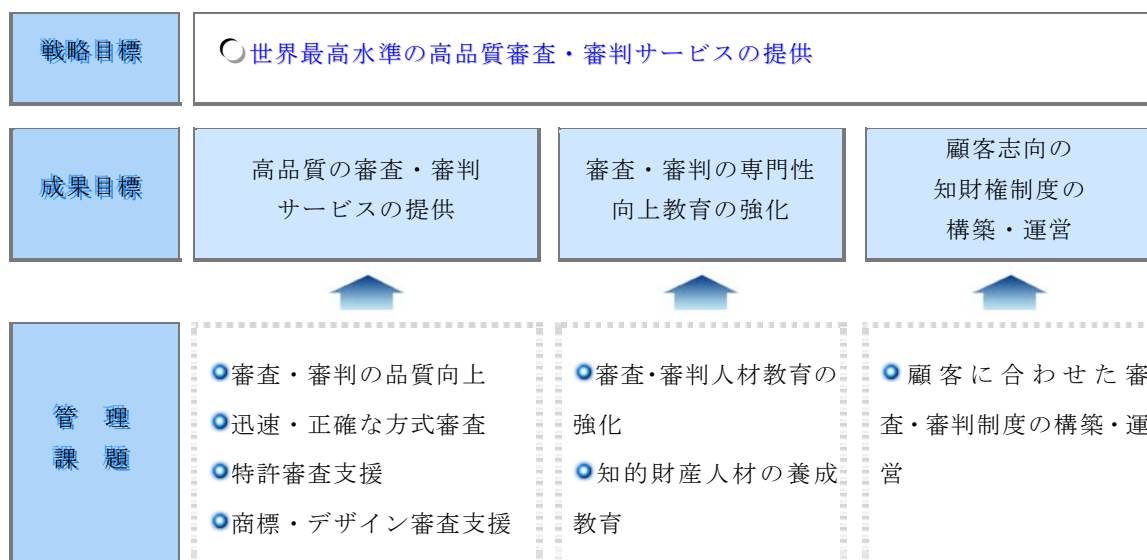 戦略目標
世界最高水準の高品質審査・審判サービスの提供
成果目標
高品質の審査・審判
サービスの提供
審査・審判の専門性
向上教育の強化
顧客志向の
知財権制度の
構築・運営
管 理
課 題
審査・審判の品質向上
迅速・正確な方式審査
特許審査支援
商標・デザイン審査支援
審査・審判人材教育の
強化
知的財産人材の養成
教育
顧客に合わせた審
査・審判制度の構築・運
営